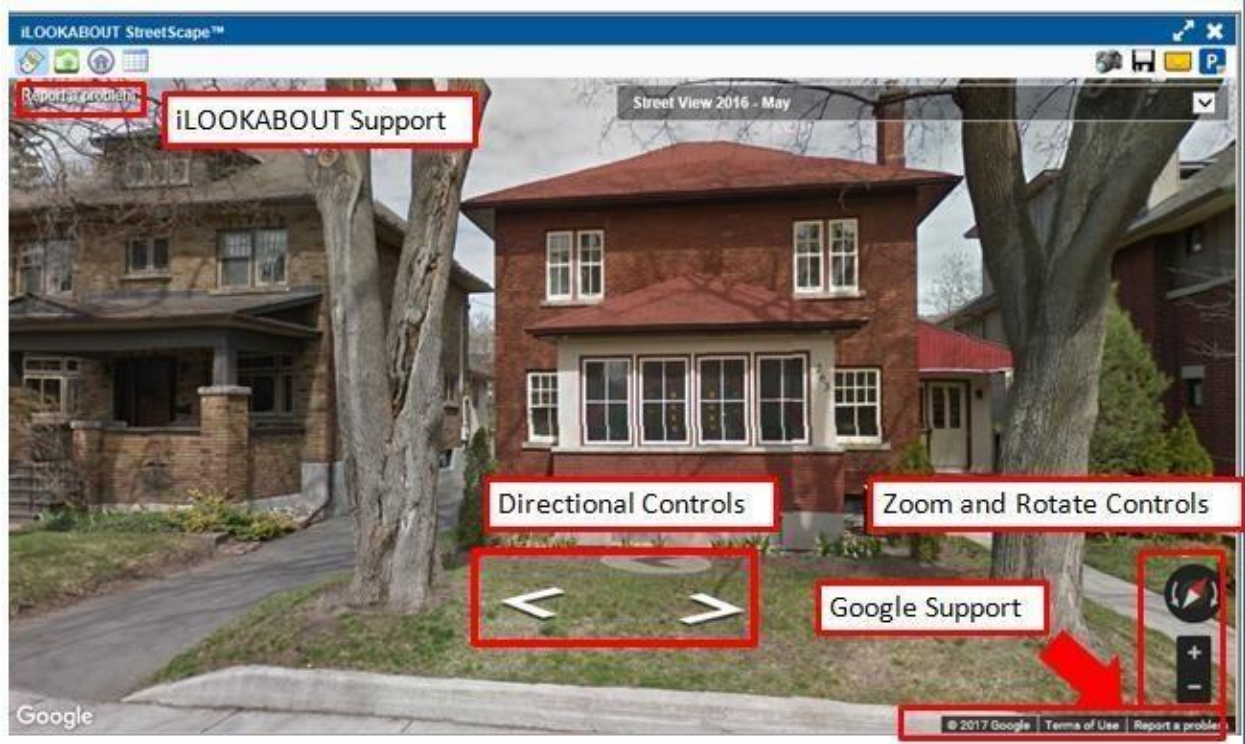 iLOOKABOUT StreetScape™
Report a problem
iLOOKABOUT Support
Street View 2016 - May
Directional Controls
Zoom and Rotate Controls
Google Support
+
−
Google
© 2017 Google
Terms of Use
Report a problem